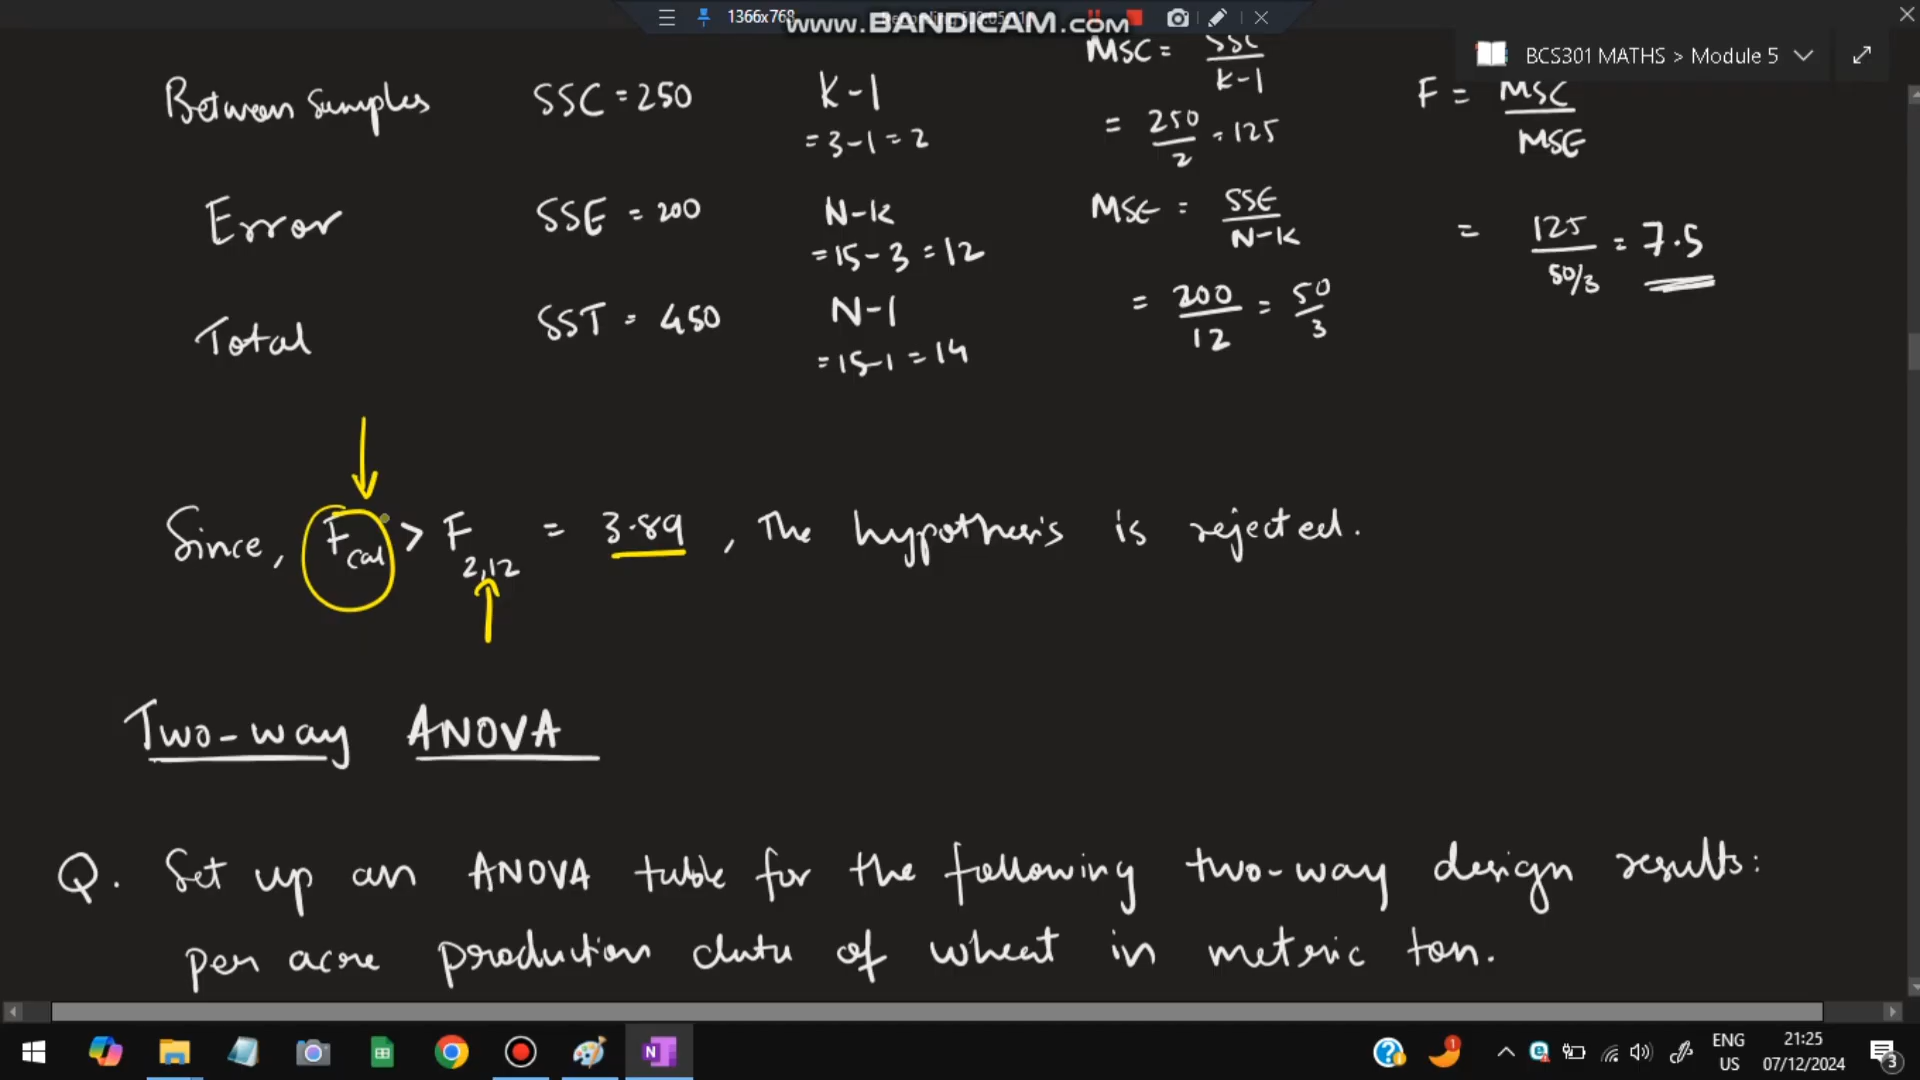 1366x768
www.BANDICAM.com
BCS301 MATHS > Module 5
MSC = SSC / K-1
Between Samples SSC = 250 K-1 F = MSC / MSE
= 3-1 = 2 = 250/2 = 125
Error SSE = 200 N-K MSE = SSE / N-K
= 15-3 = 12 = 125 / 50/3 = 7.5
Total SST = 450 N-1 = 200/12 = 50/3
= 15-1 = 14
Since, Fcal > F2,12 = 3.89, The hypothesis is rejected.
Two-way ANOVA
Q. Set up an ANOVA table for the following two-way design results:
per acre production data of wheat in metric ton.
ENG
US
21:25
07/12/2024
3
1